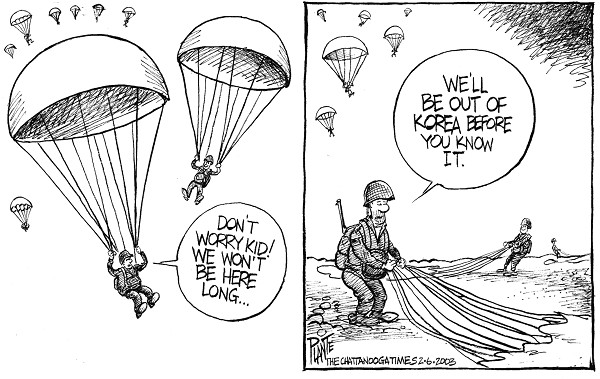 DON'T
WORRY KID!
WE WON'T
BE HERE
LONG...
WE'LL
BE OUT OF
KOREA BEFORE
YOU KNOW
IT.
PLANTE
THE CHATTANOOGA TIMES 2-6-2003